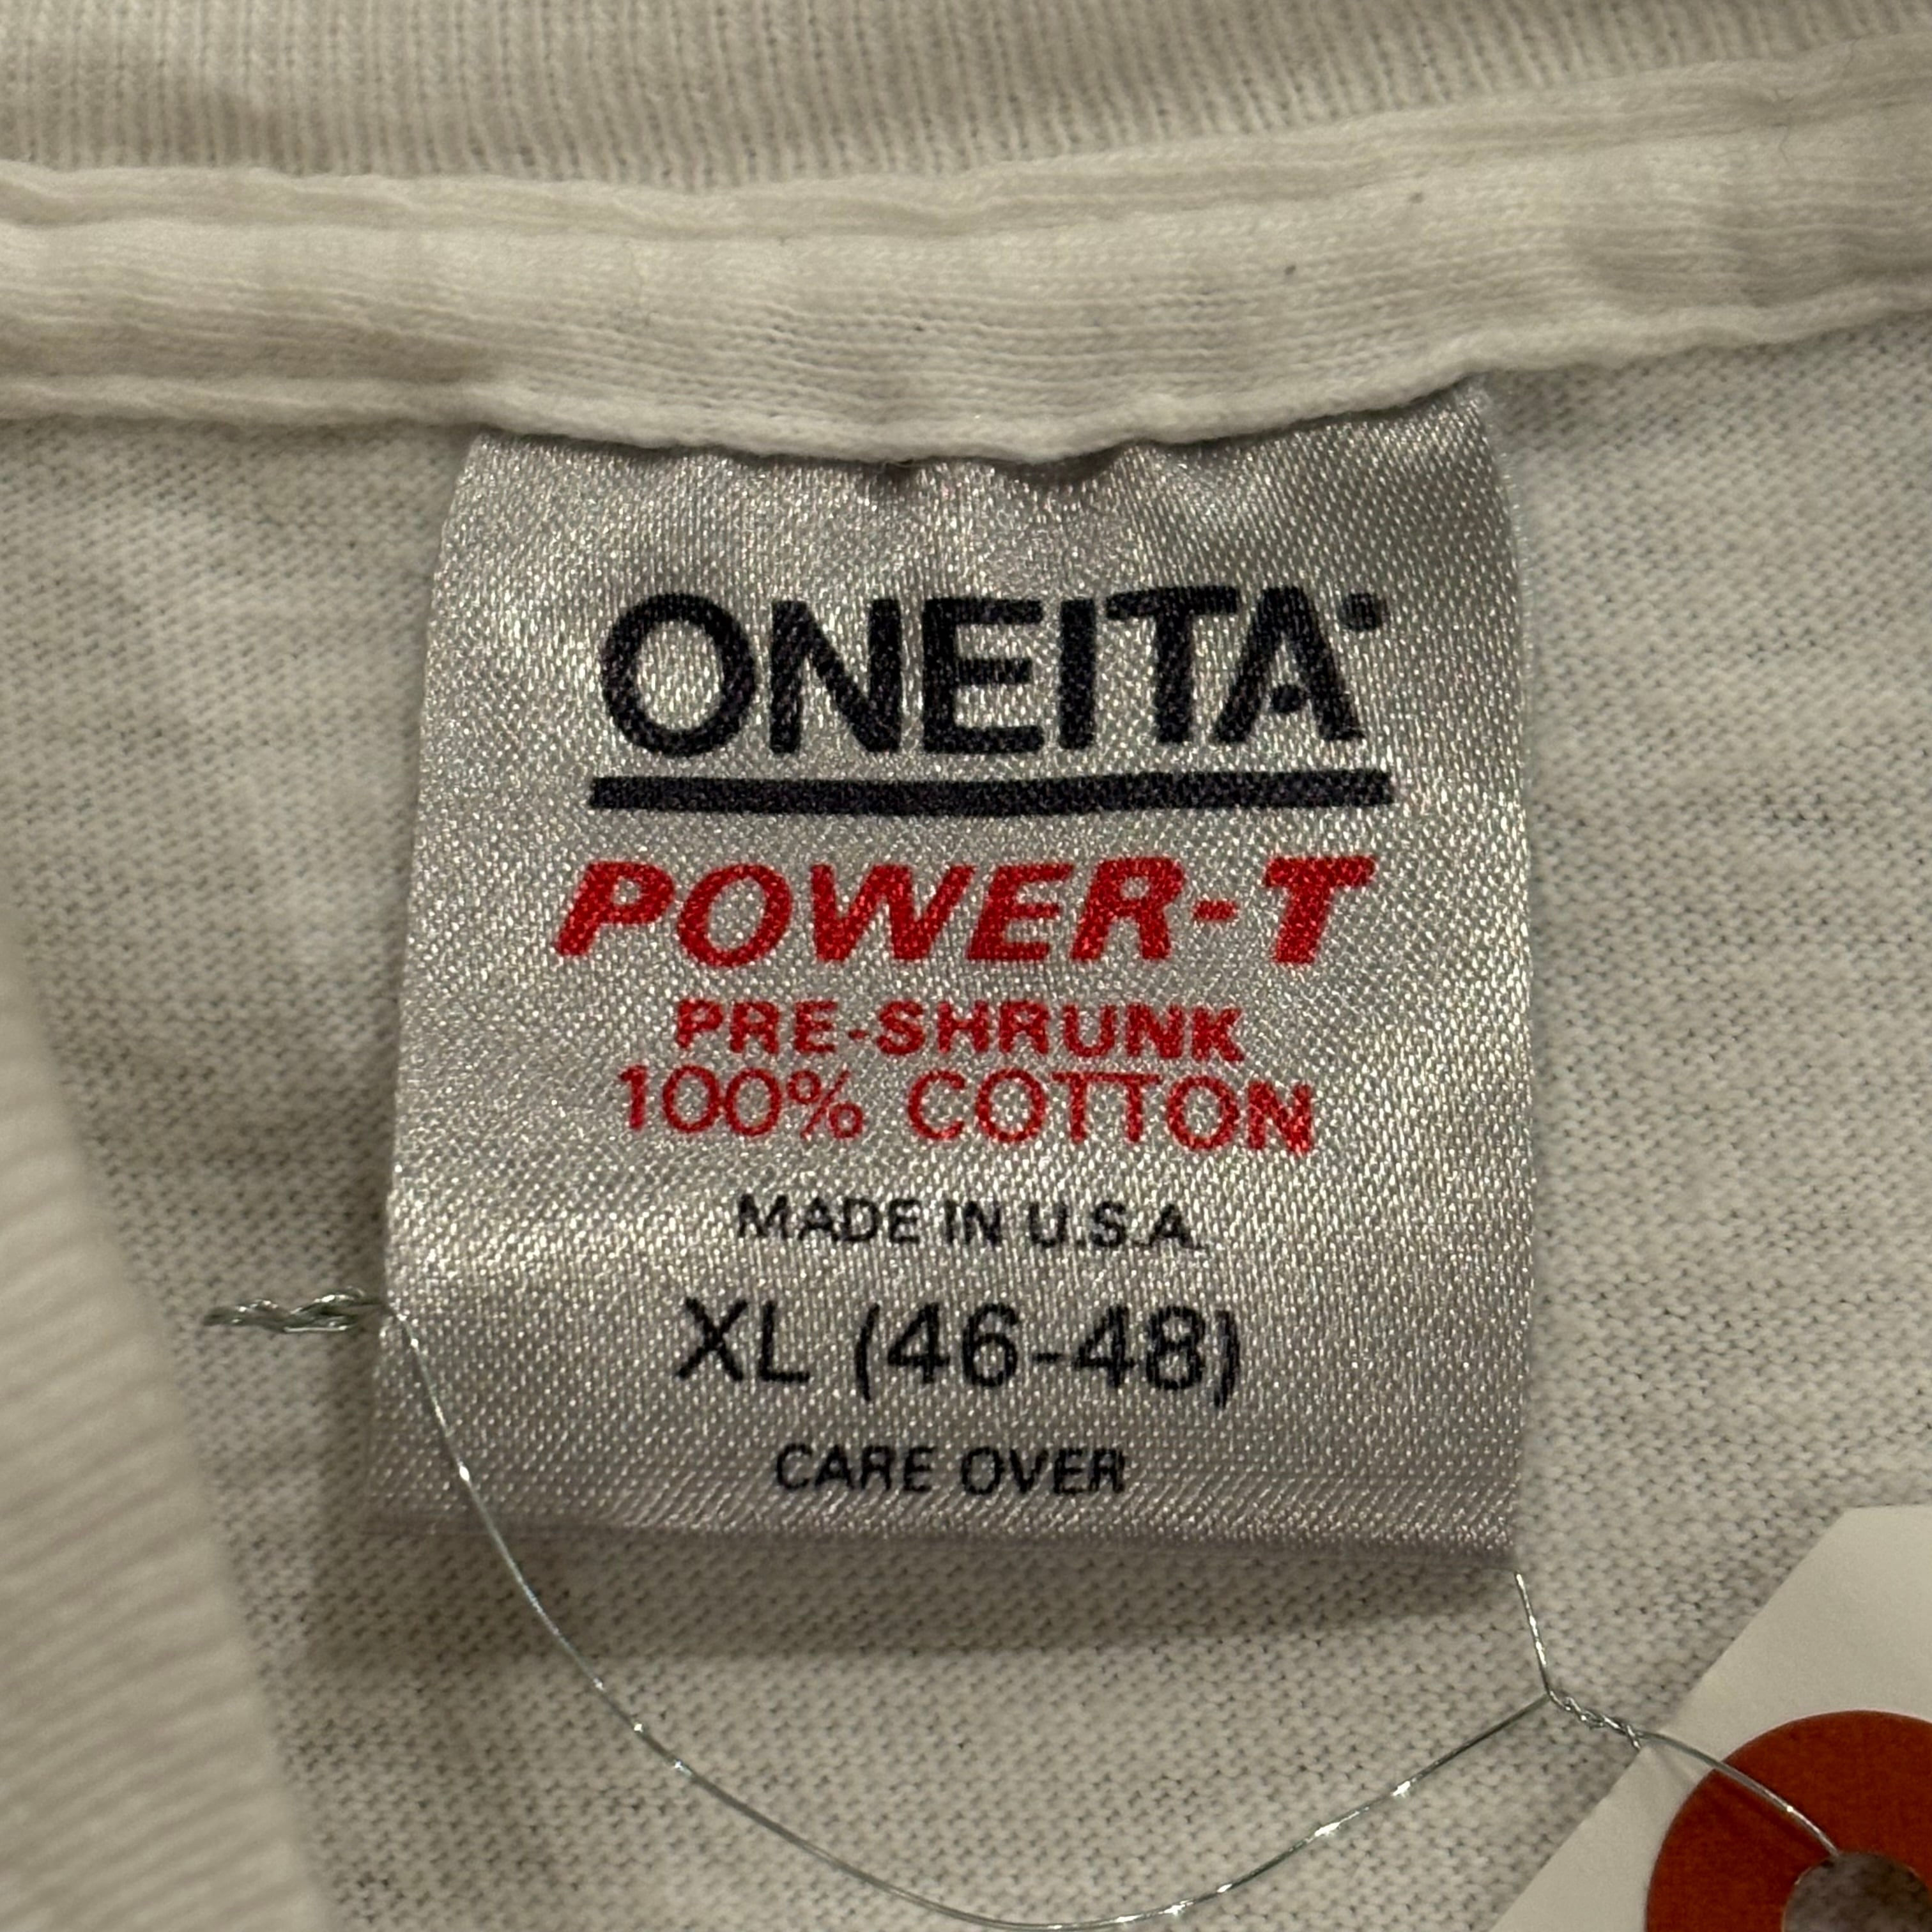 ONEITA®
POWER-T
PRE-SHRUNK
100% COTTON
MADE IN U.S.A.
XL (46-48)
CARE OVER